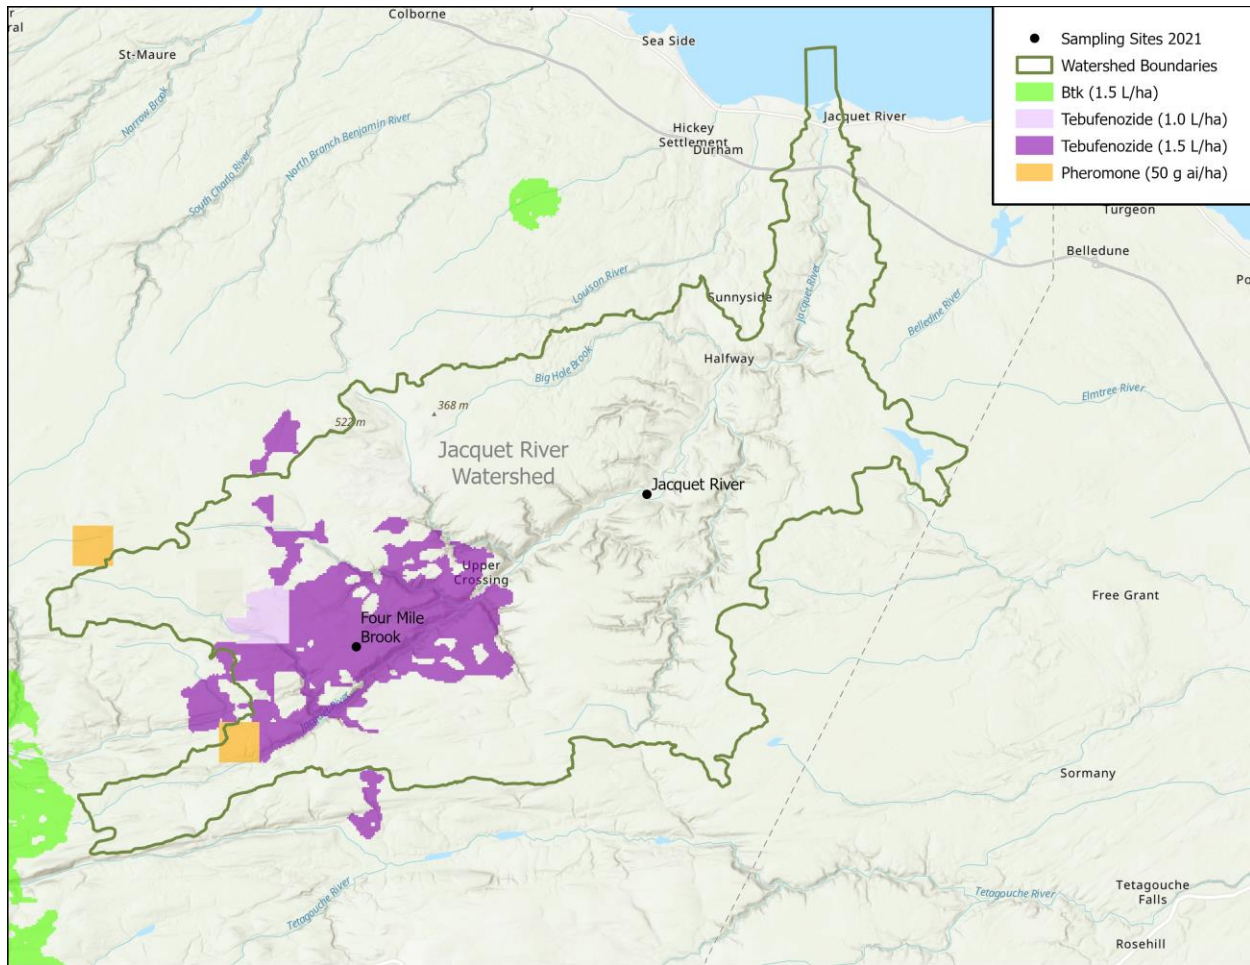 Colborne
St-Maure
Sea Side
Narrow Brook
North Branch Benjamin River
South Charlo River
Hickey
Settlement
Durham
Jacquet River
Sampling Sites 2021
Watershed Boundaries
Btk (1.5 L/ha)
Tebufenozide (1.0 L/ha)
Tebufenozide (1.5 L/ha)
Pheromone (50 g ai/ha)
Turgeon
Belledune
Po
Louison River
Sunnyside
Jacquet River
Belledine River
Halfway
Big Hole Brook
Elmtree River
368 m
522 m
Jacquet River
Watershed
Jacquet River
Upper
Crossing
Four Mile
Brook
Free Grant
Sormany
Tetagouche River
Tetagouche River
Tetagouche
Falls
Rosehill